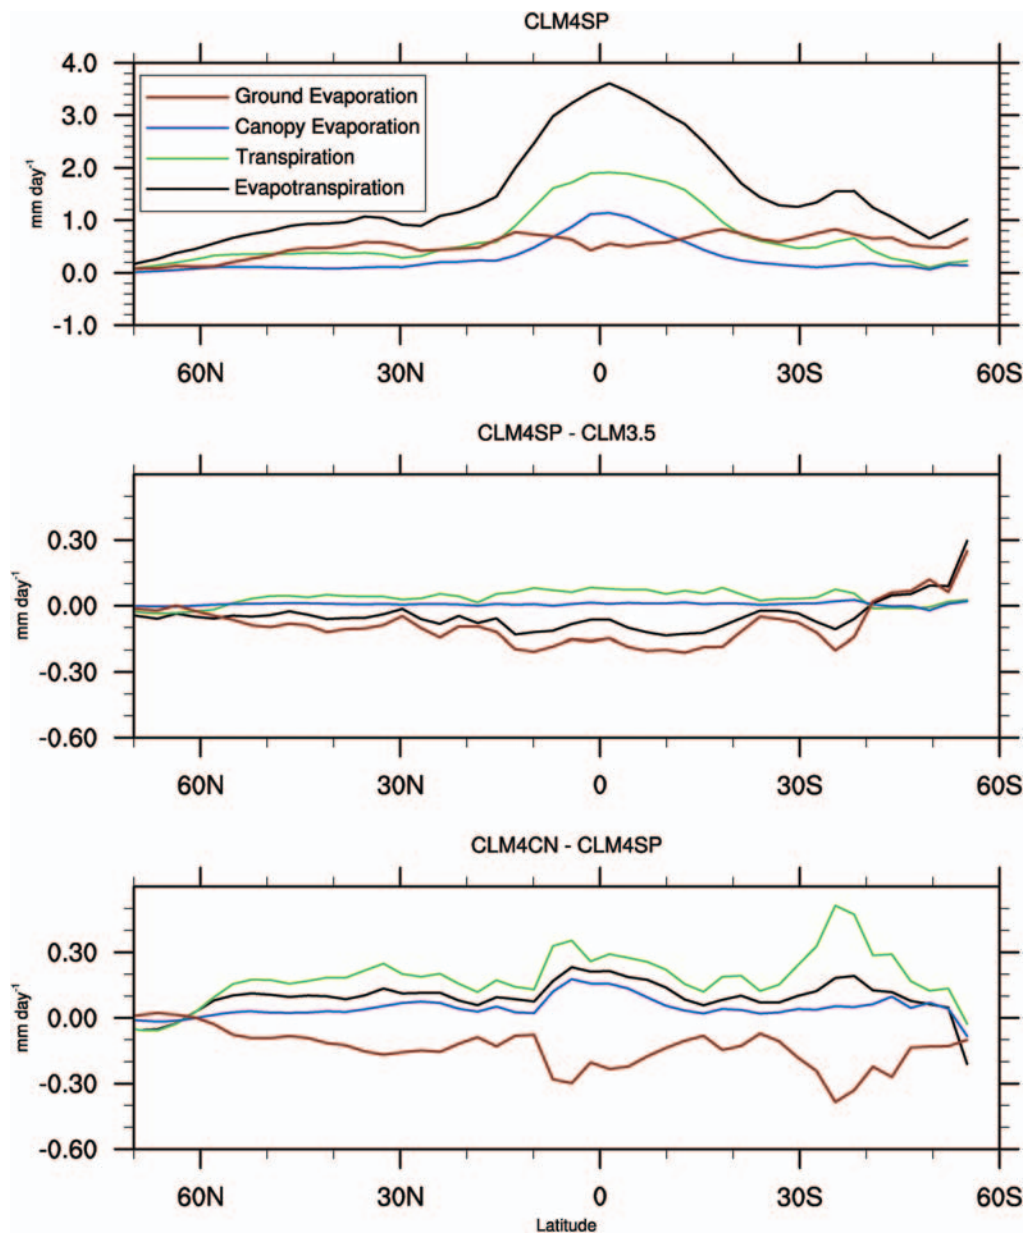 CLM4SP
4.0
3.0
2.0
1.0
0.0
-1.0
mm day-1
Ground Evaporation
Canopy Evaporation
Transpiration
Evapotranspiration
60N 30N 0 30S 60S
CLM4SP - CLM3.5
0.30
0.00
-0.30
-0.60
mm day-1
60N 30N 0 30S 60S
CLM4CN - CLM4SP
0.30
0.00
-0.30
-0.60
mm day-1
60N 30N 0 30S 60S
Latitude